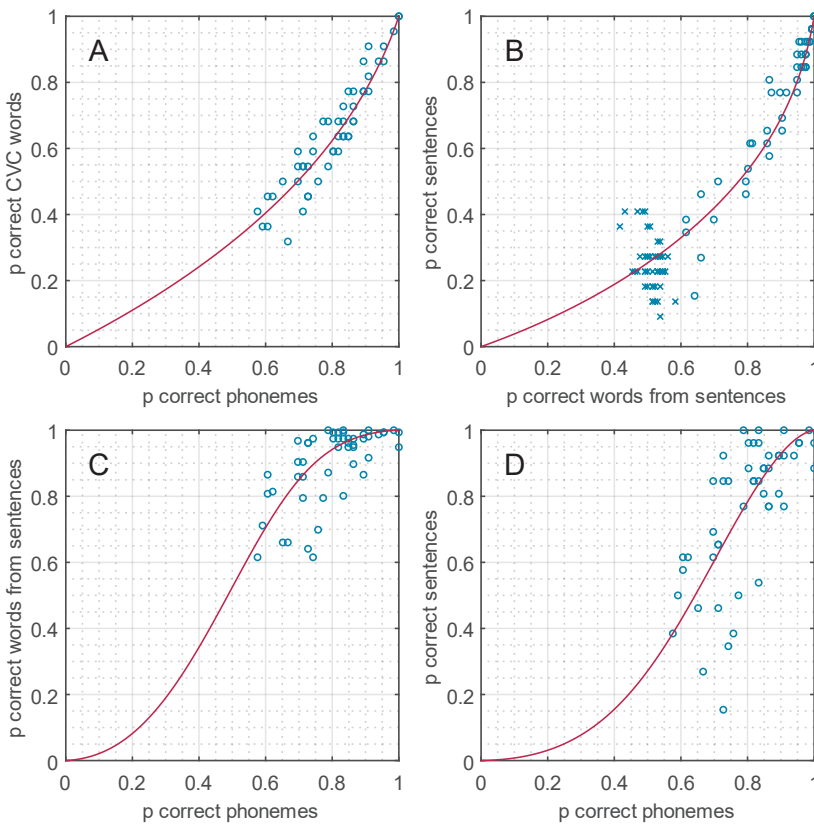 A
p correct CVC words
0
0.2
0.4
0.6
0.8
1
0 0.2 0.4 0.6 0.8 1
p correct phonemes
B
p correct sentences
0
0.2
0.4
0.6
0.8
1
0 0.2 0.4 0.6 0.8 1
p correct words from sentences
C
p correct words from sentences
0
0.2
0.4
0.6
0.8
1
0 0.2 0.4 0.6 0.8 1
p correct phonemes
D
p correct sentences
0
0.2
0.4
0.6
0.8
1
0 0.2 0.4 0.6 0.8 1
p correct phonemes